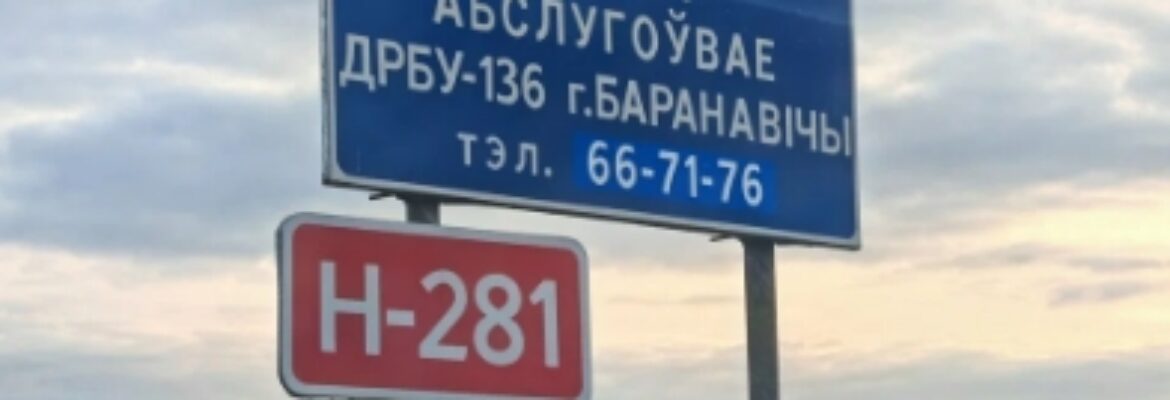 АБСЛУГОЎВАЕ
ДРБУ-136 г.БАРАНАВІЧЫ
тэл. 66-71-76
Н-281